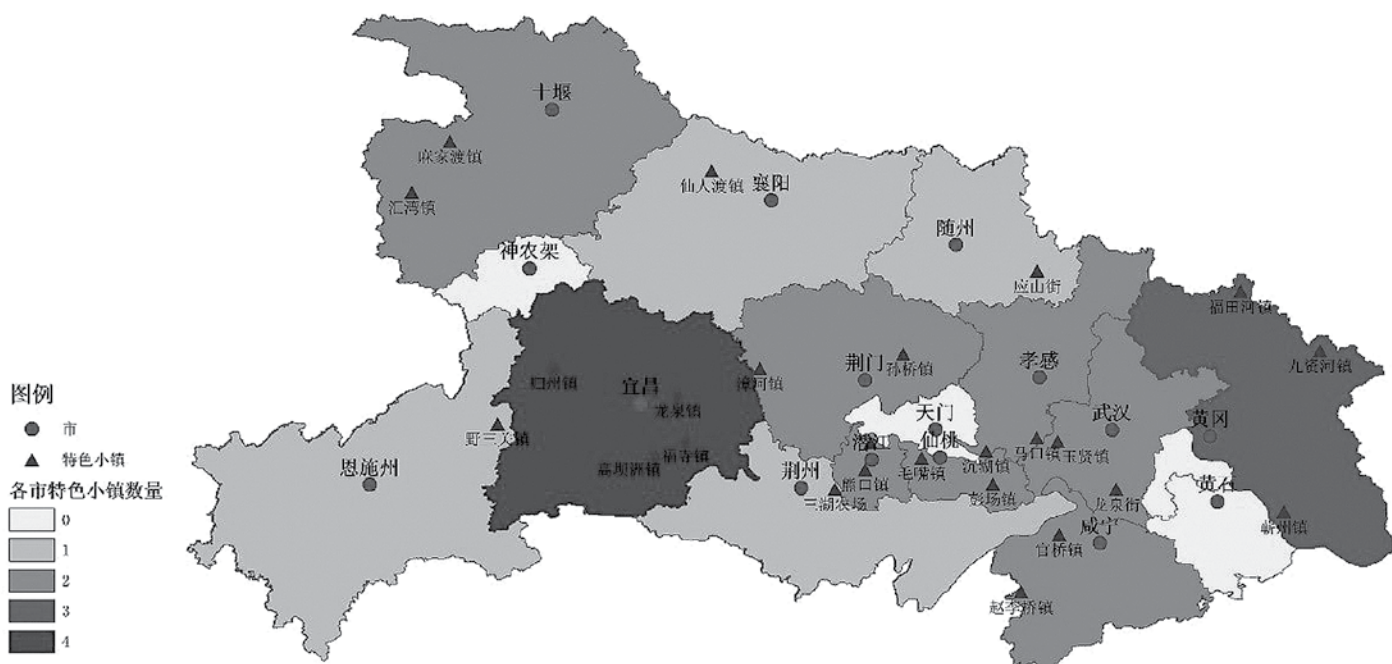 十堰
麻家渡镇
汇湾镇
仙人渡镇
襄阳
随州
神农架
应山街
福田河镇
九资河镇
荆门
孙桥镇
漳河镇
孝感
宜昌
龙泉镇
武汉
黄冈
天门
仙桃
潜江
野三关镇
恩施州
高坝洲镇
荆州
熊口镇
毛嘴镇
沉湖镇
马口镇
玉贤镇
三湖农场
彭场镇
龙泉街
黄石
蕲州镇
咸宁
官桥镇
赵李桥镇
图例
市
特色小镇
各市特色小镇数量
0
1
2
3
4